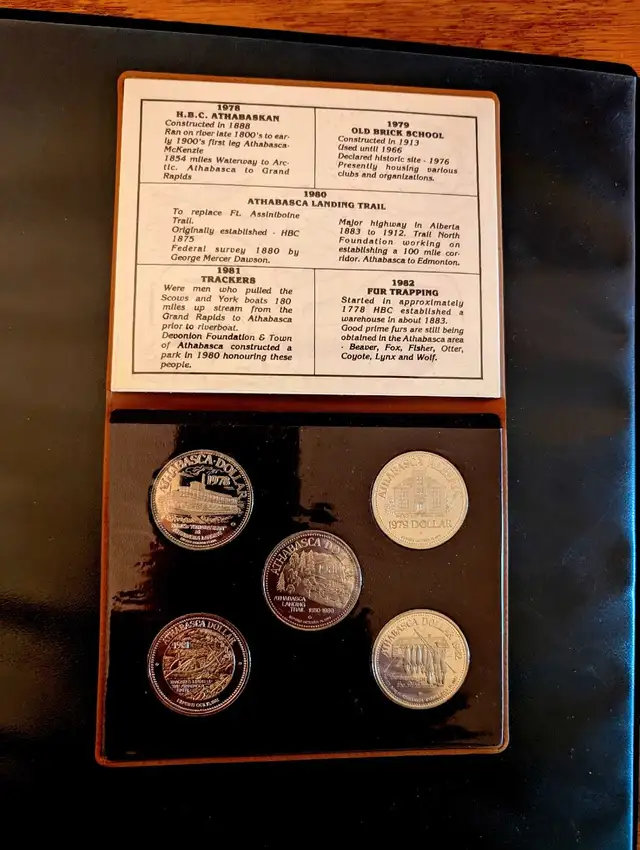 1978
H.B.C. ATHABASKAN
Constructed in 1888
Ran on river late 1800's to ear-
ly 1900's first leg Athabasca-
McKenzie
1854 miles Waterway to Arc-
tic. Athabasca to Grand
Rapids
1979
OLD BRICK SCHOOL
Constructed in 1913
Used until 1966
Declared historic site - 1976
Presently housing various
clubs and organizations.
1980
ATHABASCA LANDING TRAIL
To replace Ft. Assiniboine
Trail.
Originally established - HBC
1875
Federal survey 1880 by
George Mercer Dawson.
Major highway in Alberta
1883 to 1912. Trail North
Foundation working on
establishing a 100 mile cor-
ridor. Athabasca to Edmonton.
1981
TRACKERS
Were men who pulled the
Scows and York boats 180
miles up stream from the
Grand Rapids to Athabasca
prior to riverboat.
Devonion Foundation & Town
of Athabasca constructed a
park in 1980 honouring these
people.
1982
FUR TRAPPING
Started in approximately
1778 HBC established a
warehouse in about 1883.
Good prime furs are still being
obtained in the Athabasca area
- Beaver, Fox, Fisher, Otter,
Coyote, Lynx and Wolf.
ATHABASCA DOLLAR
1978
ATHABASCA
1979 DOLLAR
ATHABASCA DOLLAR
ATHABASCA
LANDING
TRAIL 1880-1980
ATHABASCA DOLLAR
1981
ATHABASCA DOLLAR 1982